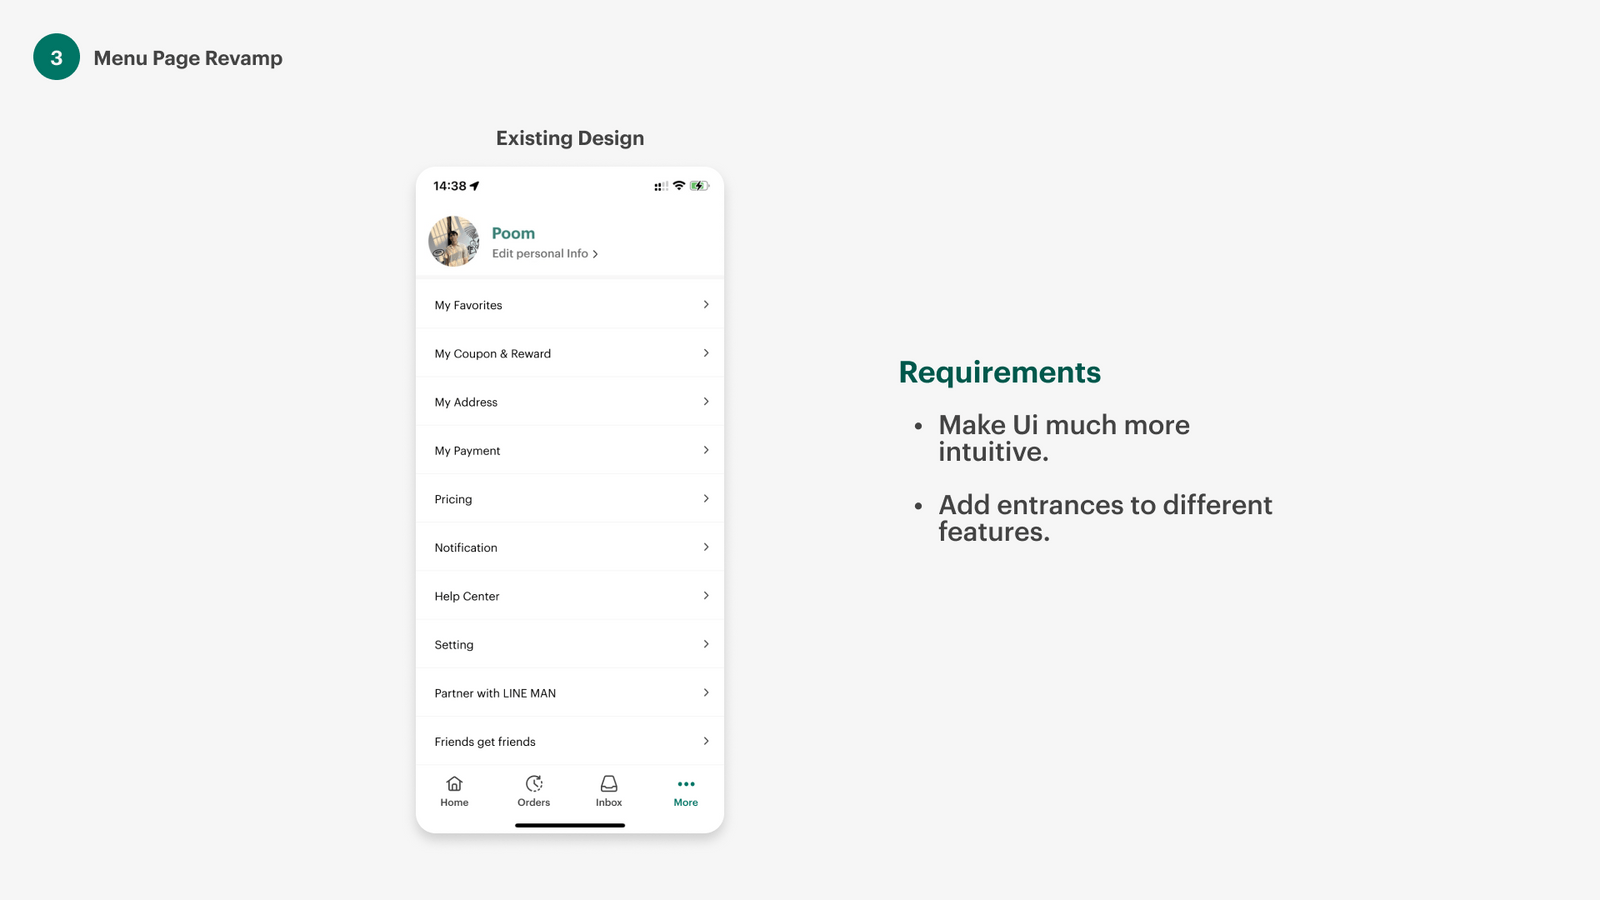 3
Menu Page Revamp
Existing Design
14:38
Poom
Edit personal Info
My Favorites
My Coupon & Reward
My Address
My Payment
Pricing
Notification
Help Center
Setting
Partner with LINE MAN
Friends get friends
Home
Orders
Inbox
More
Requirements
• Make Ui much more
intuitive.
• Add entrances to different
features.